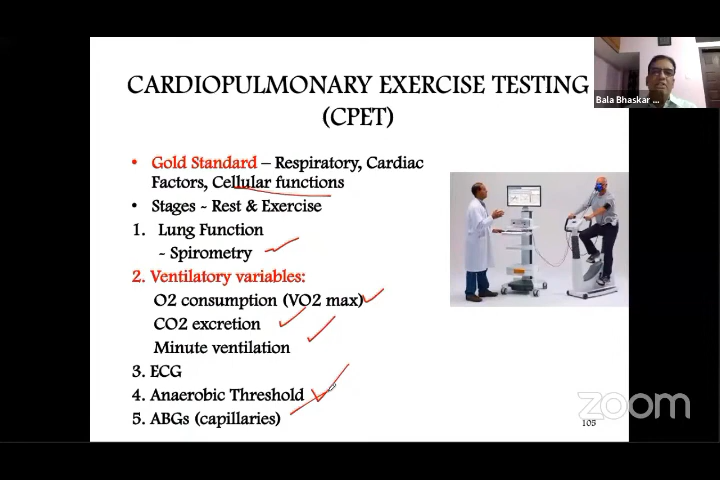 CARDIOPULMONARY EXERCISE TESTING
(CPET)
Bala Bhaskar ...
• Gold Standard – Respiratory, Cardiac
Factors, Cellular functions
• Stages - Rest & Exercise
1. Lung Function
- Spirometry
2. Ventilatory variables:
O2 consumption (VO2 max)
CO2 excretion
Minute ventilation
3. ECG
4. Anaerobic Threshold
5. ABGs (capillaries)
zoom
105